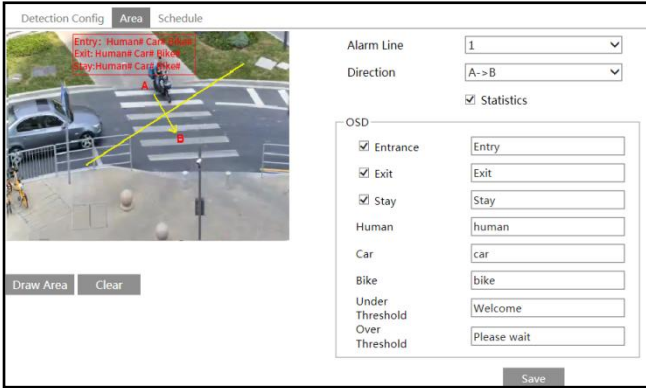 Detection Config Area Schedule
Entry: Human# Car# Bike#
Exit: Human# Car# Bike#
Stay:Human# Car# Bike#
A
B
Draw Area Clear
Alarm Line 1
Direction A->B
Statistics
OSD
Entrance Entry
Exit Exit
Stay Stay
Human human
Car car
Bike bike
Under Threshold Welcome
Over Threshold Please wait
Save